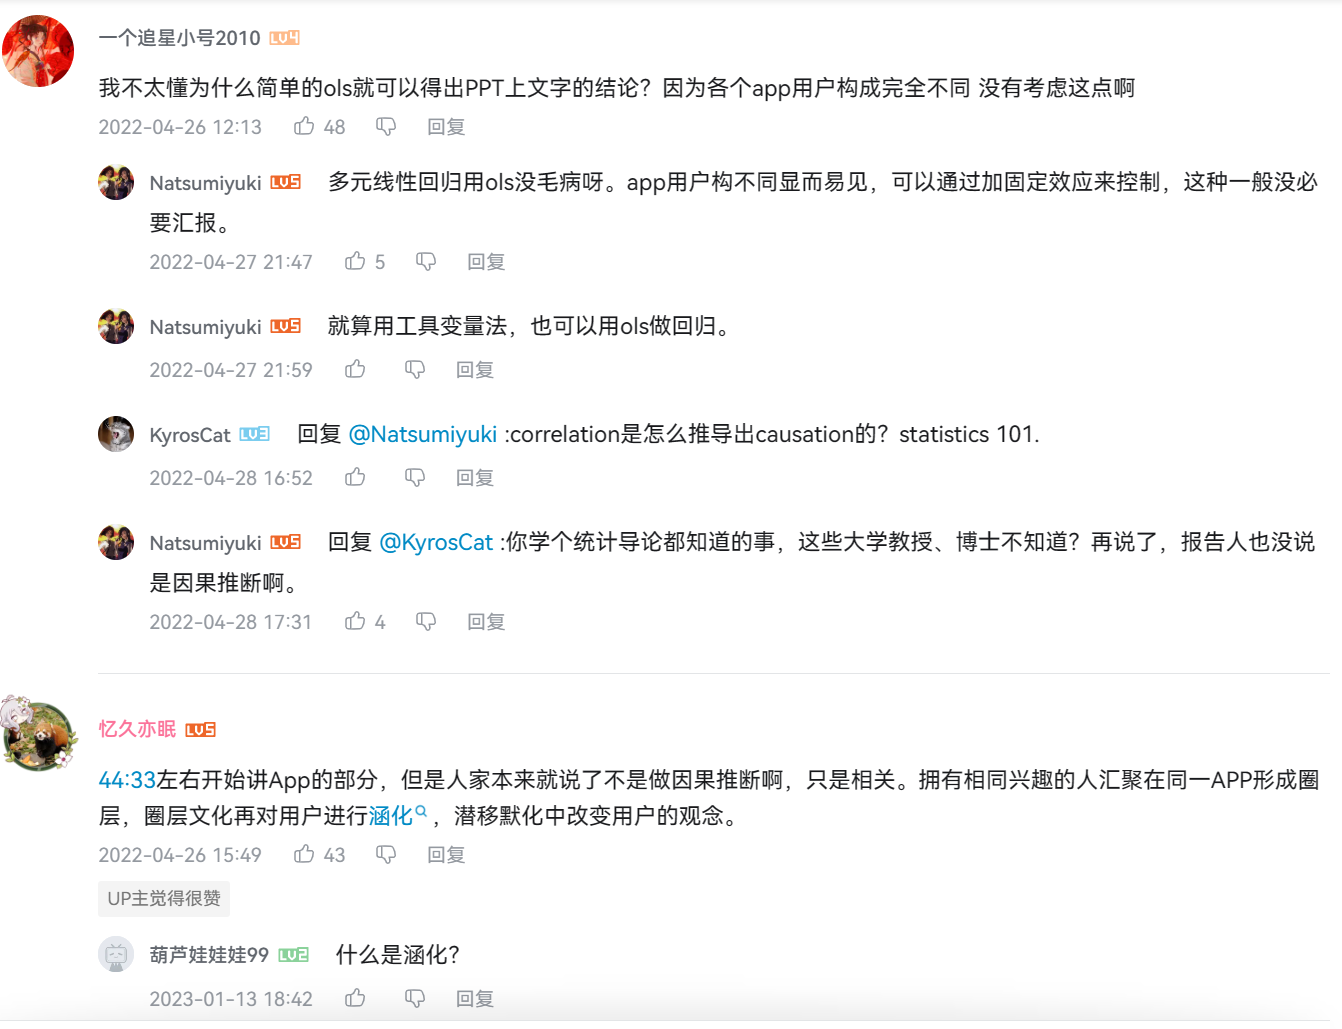 一个追星小号2010 LV4
我不太懂为什么简单的ols就可以得出PPT上文字的结论？因为各个app用户构成完全不同 没有考虑这点啊
2022-04-26 12:13 48 回复
Natsumiyuki LV5 多元线性回归用ols没毛病呀。app用户构不同显而易见，可以通过加固定效应来控制，这种一般没必
要汇报。
2022-04-27 21:47 5 回复
Natsumiyuki LV5 就算用工具变量法，也可以用ols做回归。
2022-04-27 21:59 回复
KyrosCat LV3 回复 @Natsumiyuki :correlation是怎么推导出causation的？statistics 101.
2022-04-28 16:52 回复
Natsumiyuki LV5 回复 @KyrosCat :你学个统计导论都知道的事，这些大学教授、博士不知道？再说了，报告人也没说
是因果推断啊。
2022-04-28 17:31 4 回复
忆久亦眠 LV5
44:33左右开始讲App的部分，但是人家本来就说了不是做因果推断啊，只是相关。拥有相同兴趣的人汇聚在同一APP形成圈
层，圈层文化再对用户进行涵化，潜移默化中改变用户的观念。
2022-04-26 15:49 43 回复
UP主觉得很赞
葫芦娃娃娃99 LV2 什么是涵化？
2023-01-13 18:42 回复